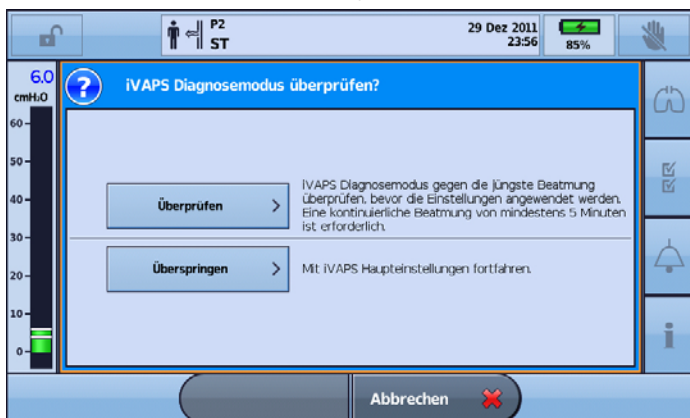 P2
ST
29 Dez 2011
23:56
85%
6.0
cmH₂O
iVAPS Diagnosemodus überprüfen?
60
50
40
30
20
10
0
Überprüfen
iVAPS Diagnosemodus gegen die jüngste Beatmung
überprüfen, bevor die Einstellungen angewendet werden.
Eine kontinuierliche Beatmung von mindestens 5 Minuten
ist erforderlich.
Überspringen
Mit iVAPS Haupteinstellungen fortfahren.
Abbrechen